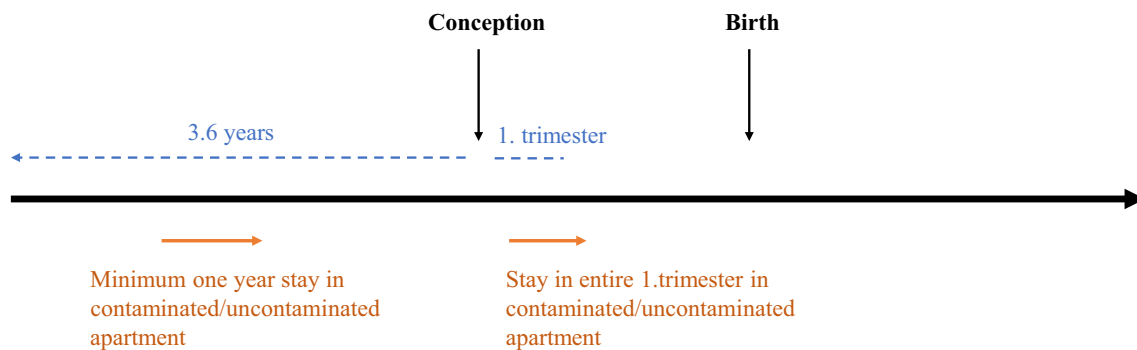 Conception
Birth
3.6 years
1. trimester
Minimum one year stay in
contaminated/uncontaminated
apartment
Stay in entire 1.trimester in
contaminated/uncontaminated
apartment